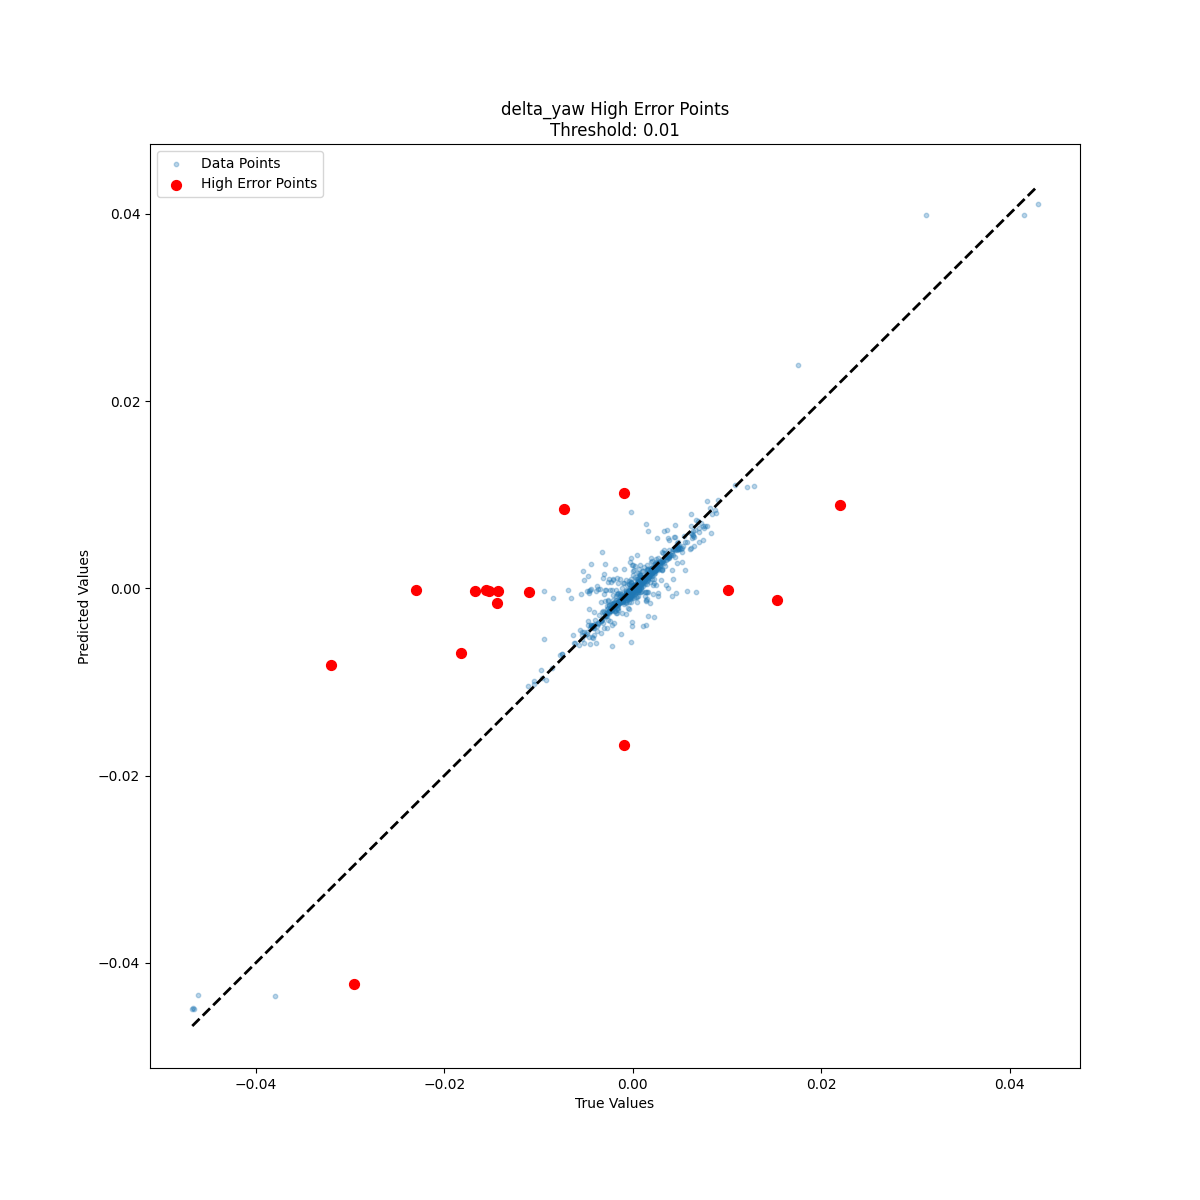 delta_yaw High Error Points
Threshold: 0.01
Data Points
High Error Points
0.04
0.02
0.00
−0.02
−0.04
Predicted Values
−0.04
−0.02
0.00
0.02
0.04
True Values